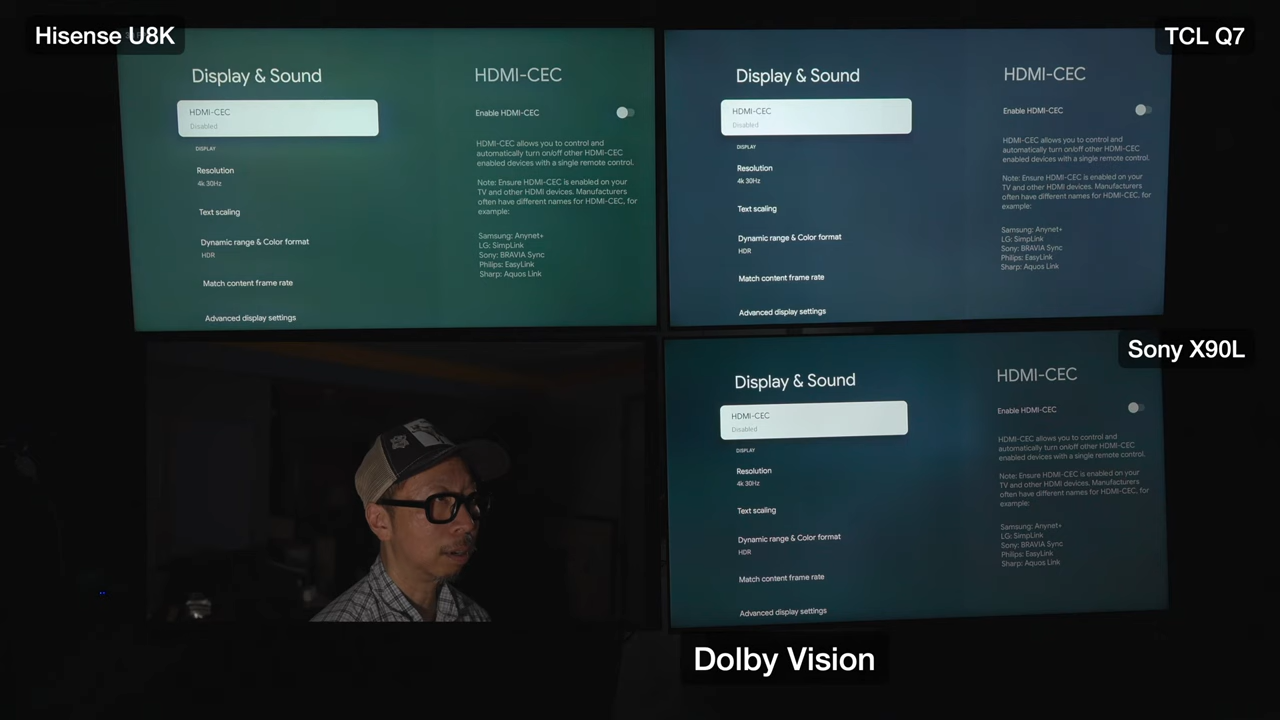 Hisense U8K
Display & Sound
HDMI-CEC
Disabled
DISPLAY
Resolution
4k 30Hz
Text scaling
Dynamic range & Color format
HDR
Match content frame rate
Advanced display settings
HDMI-CEC
Enable HDMI-CEC
HDMI-CEC allows you to control and
automatically turn on/off other HDMI-CEC
enabled devices with a single remote control.
Note: Ensure HDMI-CEC is enabled on your
TV and other HDMI devices. Manufacturers
often have different names for HDMI-CEC, for
example:
Samsung: Anynet+
LG: SimpLink
Sony: BRAVIA Sync
Philips: EasyLink
Sharp: Aquos Link
TCL Q7
Display & Sound
HDMI-CEC
Disabled
DISPLAY
Resolution
4k 30Hz
Text scaling
Dynamic range & Color format
HDR
Match content frame rate
Advanced display settings
HDMI-CEC
Enable HDMI-CEC
HDMI-CEC allows you to control and
automatically turn on/off other HDMI-CEC
enabled devices with a single remote control.
Note: Ensure HDMI-CEC is enabled on your
TV and other HDMI devices. Manufacturers
often have different names for HDMI-CEC, for
example:
Samsung: Anynet+
LG: SimpLink
Sony: BRAVIA Sync
Philips: EasyLink
Sharp: Aquos Link
Sony X90L
Display & Sound
HDMI-CEC
Disabled
DISPLAY
Resolution
4k 30Hz
Text scaling
Dynamic range & Color format
HDR
Match content frame rate
Advanced display settings
HDMI-CEC
Enable HDMI-CEC
HDMI-CEC allows you to control and
automatically turn on/off other HDMI-CEC
enabled devices with a single remote control.
Note: Ensure HDMI-CEC is enabled on your
TV and other HDMI devices. Manufacturers
often have different names for HDMI-CEC, for
example:
Samsung: Anynet+
LG: SimpLink
Sony: BRAVIA Sync
Philips: EasyLink
Sharp: Aquos Link
Dolby Vision